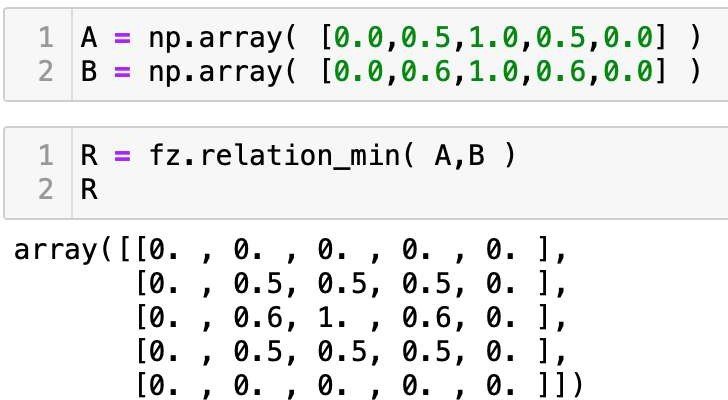 1 A = np.array( [0.0,0.5,1.0,0.5,0.0] )
2 B = np.array( [0.0,0.6,1.0,0.6,0.0] )
1 R = fz.relation_min( A,B )
2 R
array([[0. , 0. , 0. , 0. , 0. ],
       [0. , 0.5, 0.5, 0.5, 0. ],
       [0. , 0.6, 1. , 0.6, 0. ],
       [0. , 0.5, 0.5, 0.5, 0. ],
       [0. , 0. , 0. , 0. , 0. ]])